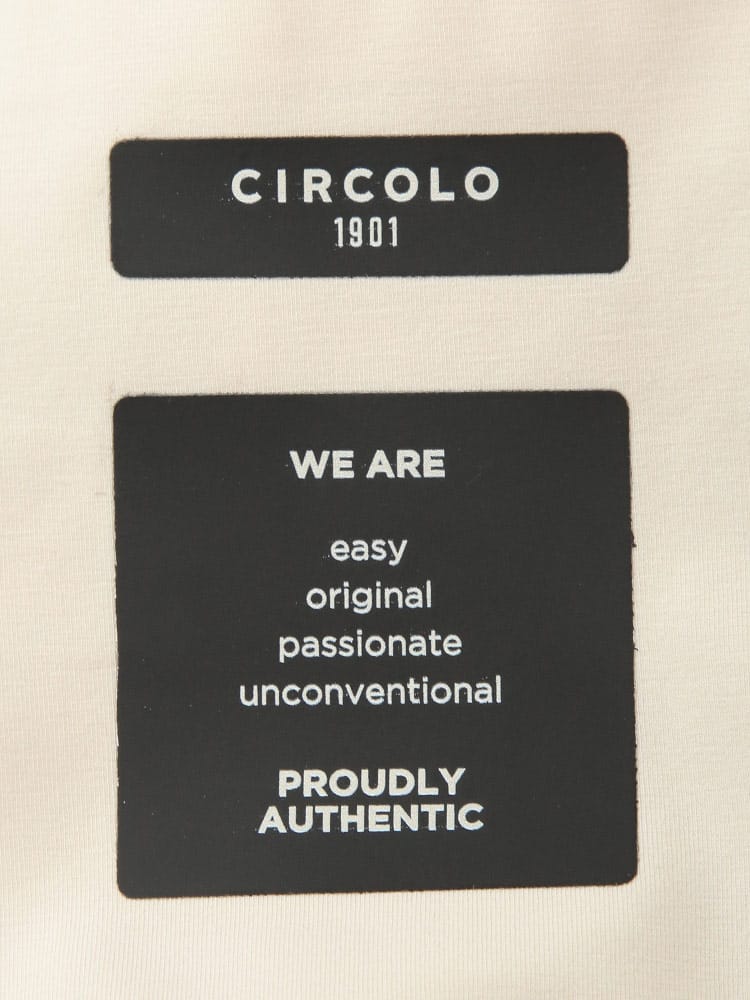 CIRCOLO
1901
WE ARE
easy
original
passionate
unconventional
PROUDLY
AUTHENTIC